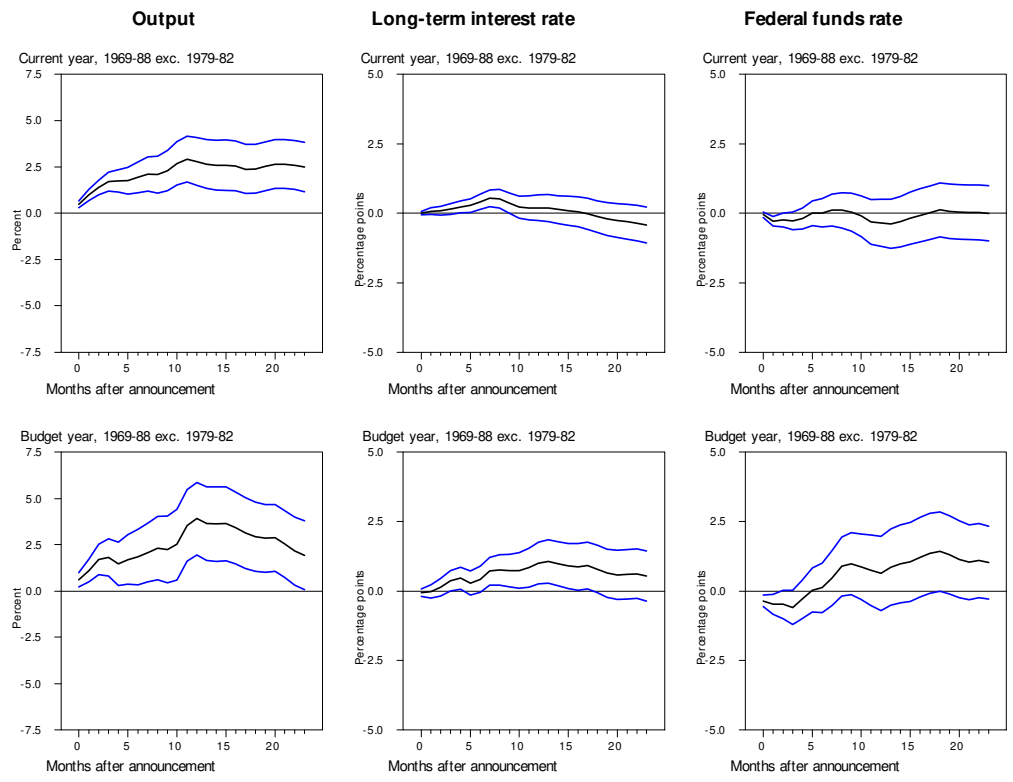 Output
Long-term interest rate
Federal funds rate
Current year, 1969-88 exc. 1979-82
7.5
5.0
2.5
0.0
-2.5
-5.0
-7.5
Percent
0 5 10 15 20
Months after announcement
Current year, 1969-88 exc. 1979-82
5.0
2.5
0.0
-2.5
-5.0
Percentage points
0 5 10 15 20
Months after announcement
Current year, 1969-88 exc. 1979-82
5.0
2.5
0.0
-2.5
-5.0
Percentage points
0 5 10 15 20
Months after announcement
Budget year, 1969-88 exc. 1979-82
7.5
5.0
2.5
0.0
-2.5
-5.0
-7.5
Percent
0 5 10 15 20
Months after announcement
Budget year, 1969-88 exc. 1979-82
5.0
2.5
0.0
-2.5
-5.0
Percentage points
0 5 10 15 20
Months after announcement
Budget year, 1969-88 exc. 1979-82
5.0
2.5
0.0
-2.5
-5.0
Percentage points
0 5 10 15 20
Months after announcement